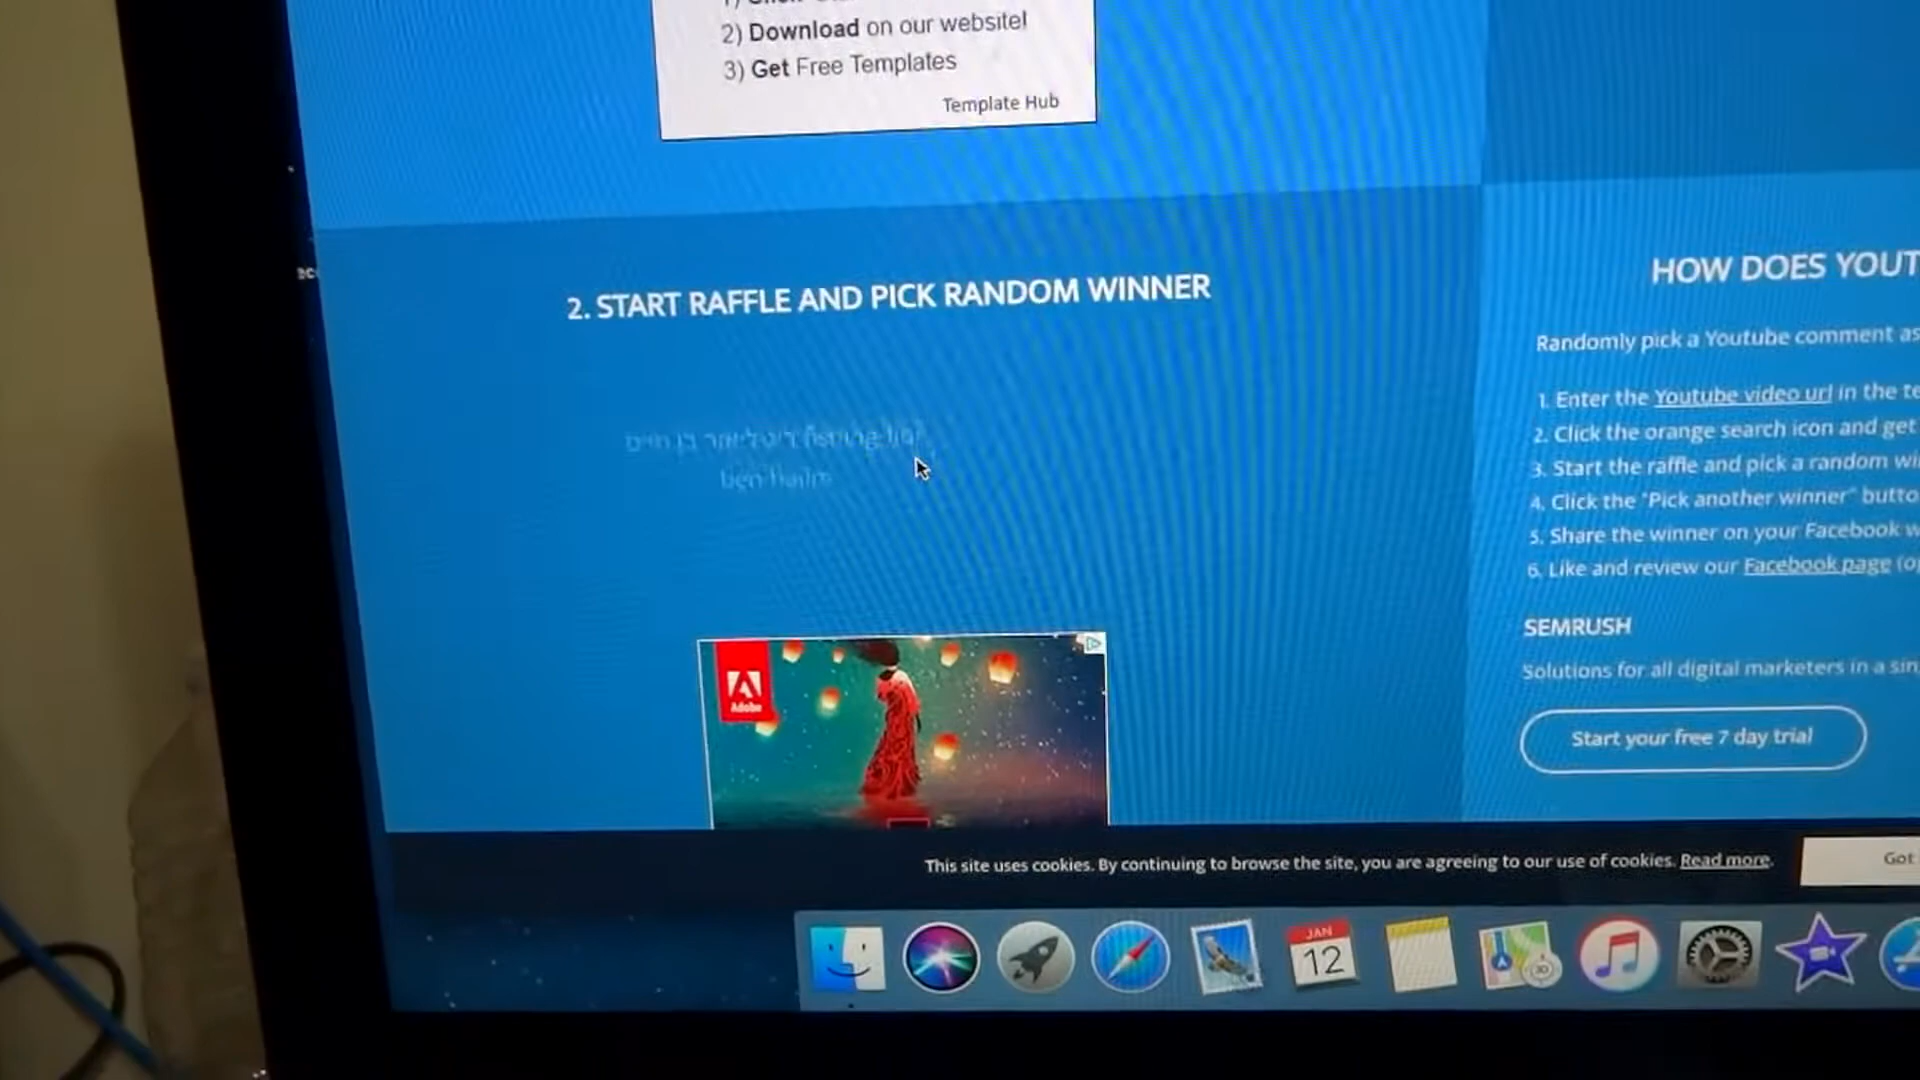 2) Download on our website!
3) Get Free Templates
Template Hub
2. START RAFFLE AND PICK RANDOM WINNER
ben haim
HOW DOES YOUT
Randomly pick a Youtube comment as
1. Enter the Youtube video url in the te
2. Click the orange search icon and get
3. Start the raffle and pick a random wi
4. Click the "Pick another winner" butto
5. Share the winner on your Facebook w
6. Like and review our Facebook page (o
SEMRUSH
Solutions for all digital marketers in a sin
Start your free 7 day trial
Adobe
This site uses cookies. By continuing to browse the site, you are agreeing to our use of cookies. Read more.
Got
JAN
12